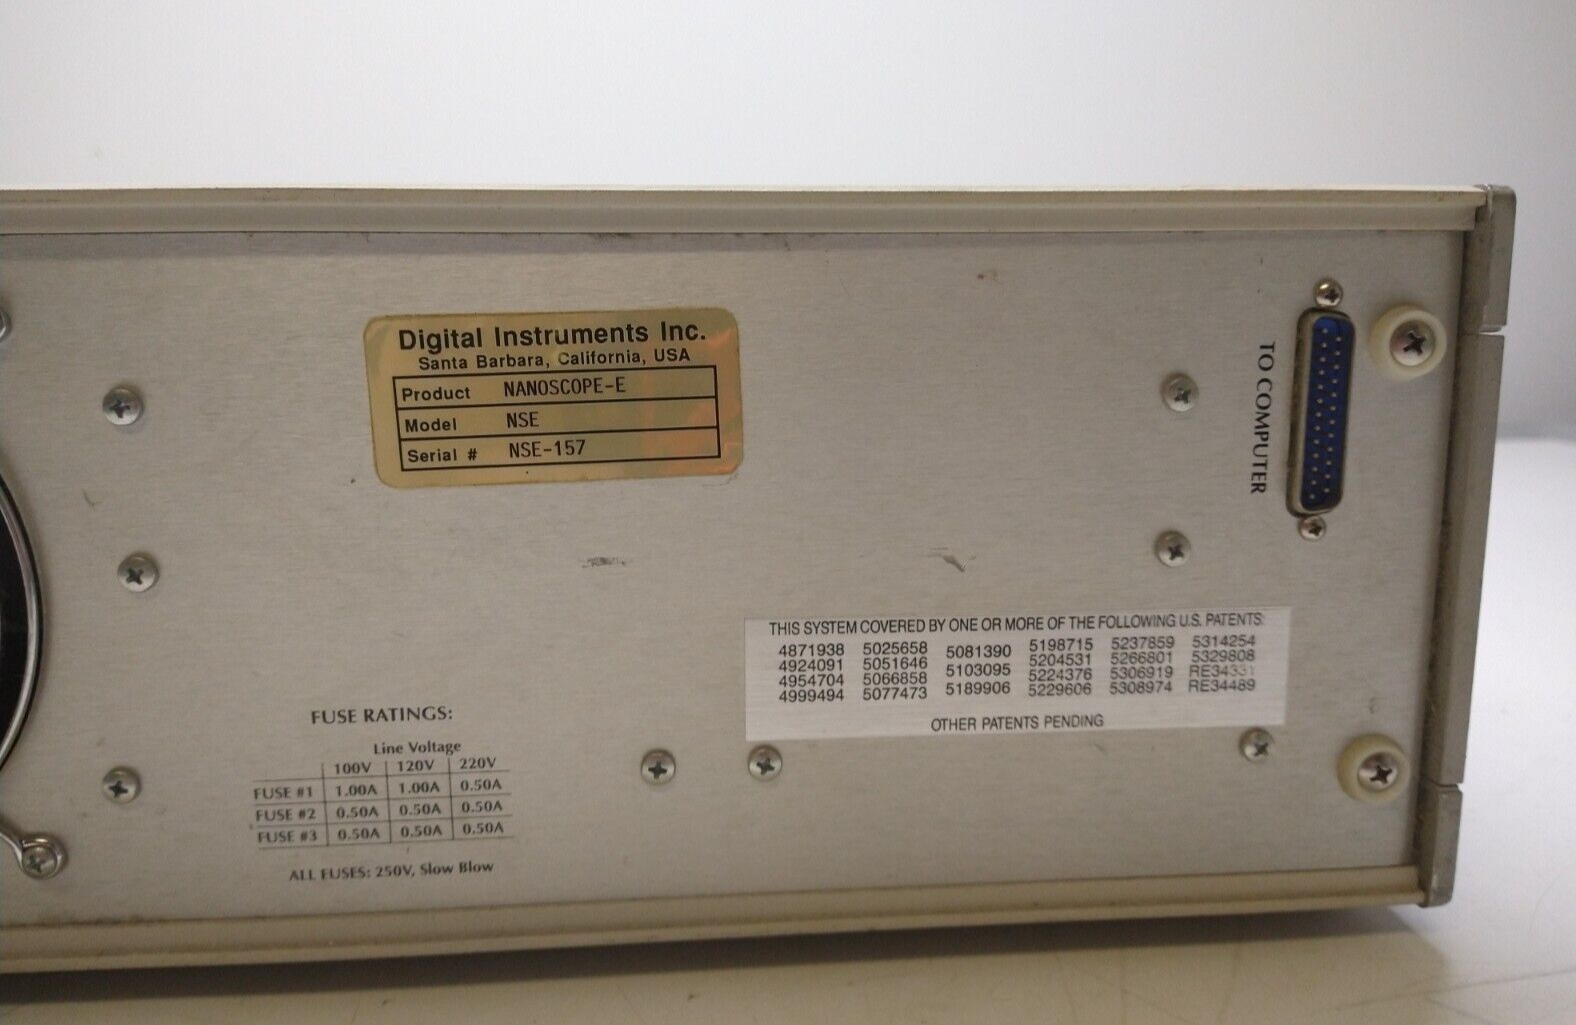 Digital Instruments Inc.
Santa Barbara, California, USA
Product NANOSCOPE-E
Model NSE
Serial # NSE-157
TO COMPUTER
THIS SYSTEM COVERED BY ONE OR MORE OF THE FOLLOWING U.S. PATENTS:
4871938 5025658 5081390 5198715 5237859 5314254
4924091 5051646 5103095 5204531 5266801 5329808
4954704 5066858 5189906 5224376 5306919 RE34331
4999494 5077473 5229606 5308974 RE34489
OTHER PATENTS PENDING
FUSE RATINGS:
Line Voltage
100V 120V 220V
FUSE #1 1.00A 1.00A 0.50A
FUSE #2 0.50A 0.50A 0.50A
FUSE #3 0.50A 0.50A 0.50A
ALL FUSES: 250V, Slow Blow